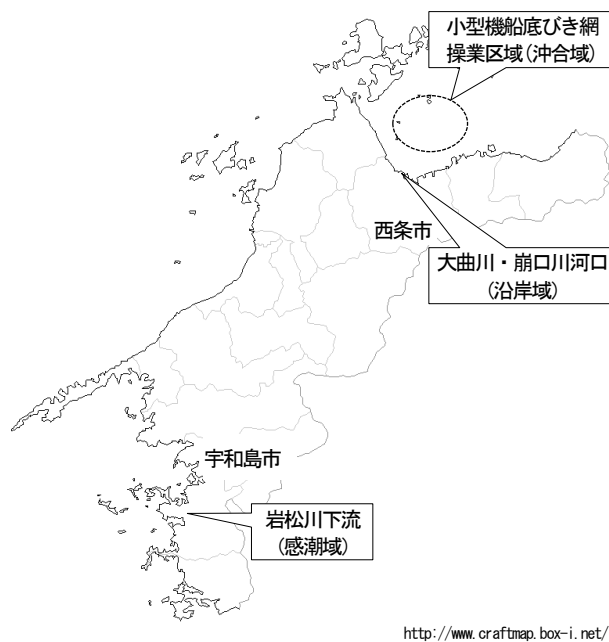 小型機船底びき網
操業区域(沖合域)
西条市
大曲川・崩口川河口
(沿岸域)
宇和島市
岩松川下流
(感潮域)
http://www.craftmap.box-i.net/